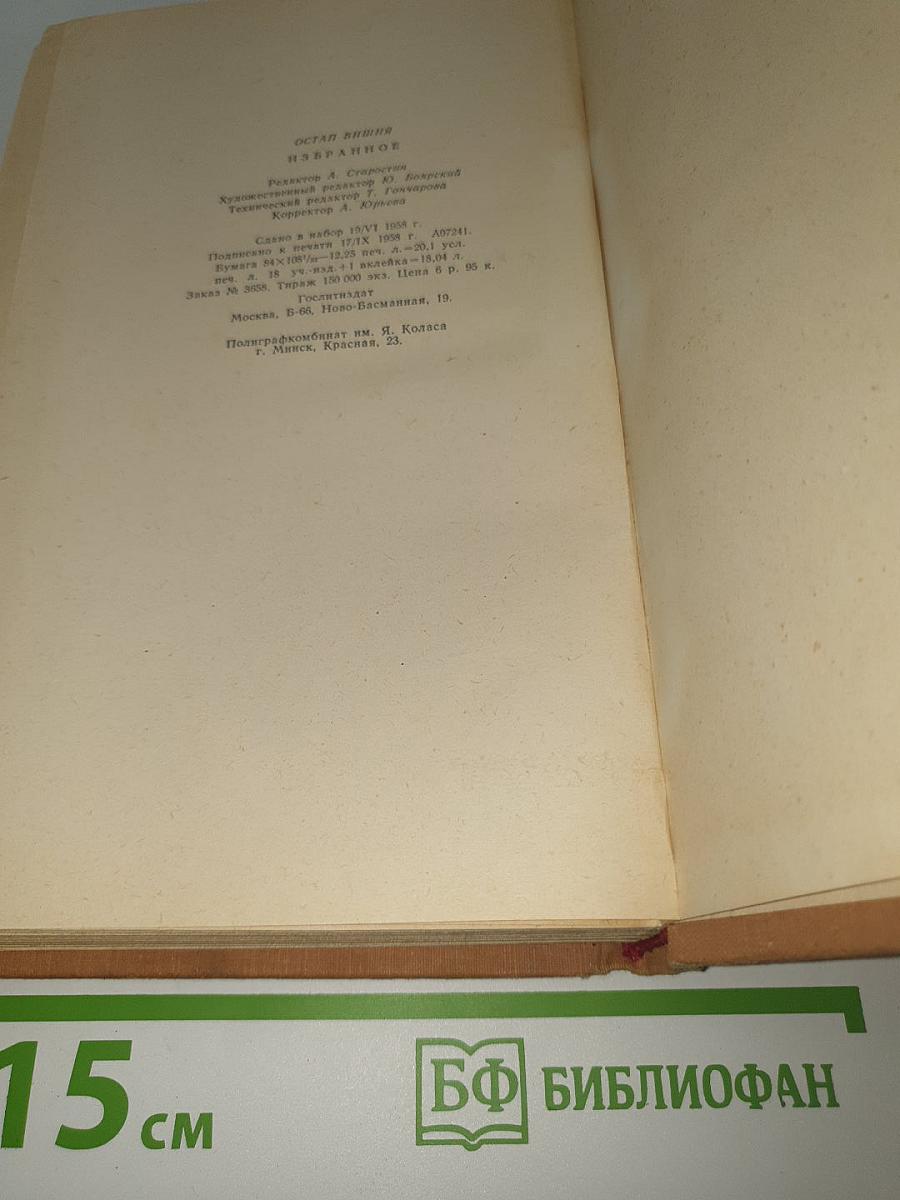 ОСТАП ВИШНЯ
ИЗБРАННОЕ
Редактор А. Старостин
Художественный редактор Ю. Боярский
Технический редактор Т. Гончарова
Корректор А. Юрьева
Сдано в набор 19/VI 1958 г.
Подписано к печати 17/IX 1958 г. А07241.
Бумага 84×108¹/₃₂—12,25 печ. л.=20,1 усл.
печ. л. 18 уч.-изд.+1 вклейка=18,04 л.
Заказ № 3658. Тираж 150 000 экз. Цена 6 р. 95 к.
Гослитиздат
Москва, Б-66, Ново-Басманная, 19.
Полиграфкомбинат им. Я. Коласа
г. Минск, Красная, 23.
15 см
БФ БИБЛИОФАН